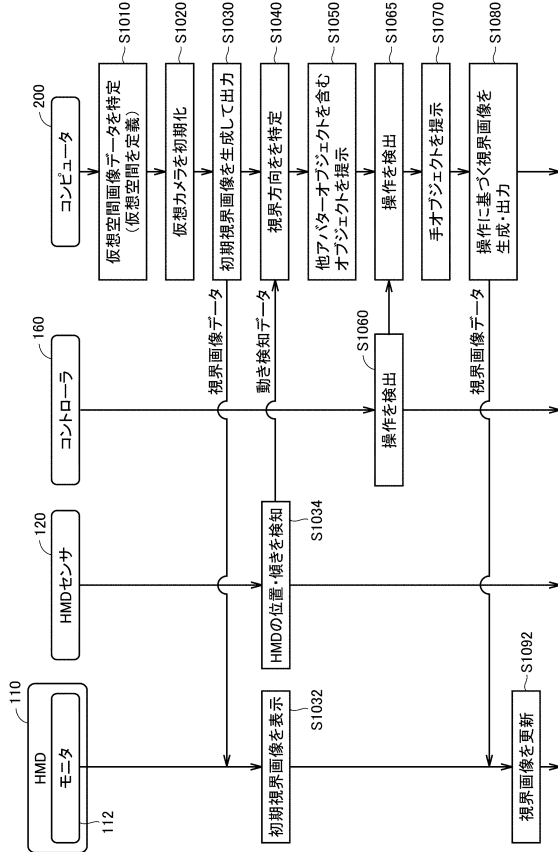 110
HMD
モニタ
112
120
HMDセンサ
160
コントローラ
200
コンピュータ
仮想空間画像データを特定
(仮想空間を定義)
S1010
仮想カメラを初期化
S1020
初期視界画像を生成して出力
S1030
視界画像データ
初期視界画像を表示
S1032
HMDの位置・傾きを検知
S1034
動き検知データ
視界方向をを特定
S1040
他アバターオブジェクトを含む
オブジェクトを提示
S1050
S1060
操作を検出
操作を検出
S1065
手オブジェクトを提示
S1070
操作に基づく視界画像を
生成・出力
S1080
視界画像データ
視界画像を更新
S1092